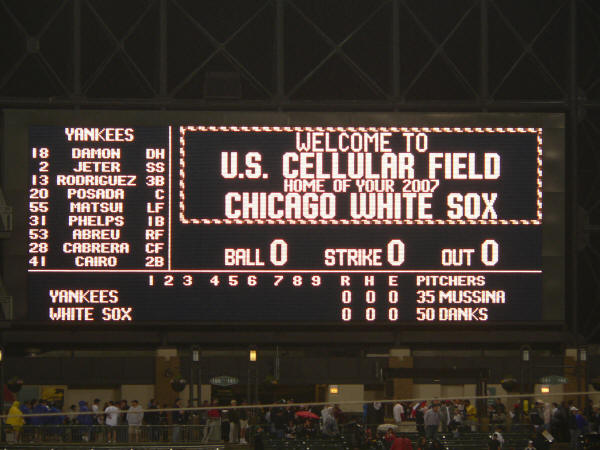 YANKEES
18 DAMON DH
2 JETER SS
13 RODRIGUEZ 3B
20 POSADA C
55 MATSUI LF
31 PHELPS 1B
53 ABREU RF
28 CABRERA CF
41 CAIRO 2B
WELCOME TO
U.S. CELLULAR FIELD
HOME OF YOUR 2007
CHICAGO WHITE SOX
BALL 0 STRIKE 0 OUT 0
1 2 3 4 5 6 7 8 9 R H E PITCHERS
YANKEES 0 0 0 35 MUSSINA
WHITE SOX 0 0 0 50 DANKS